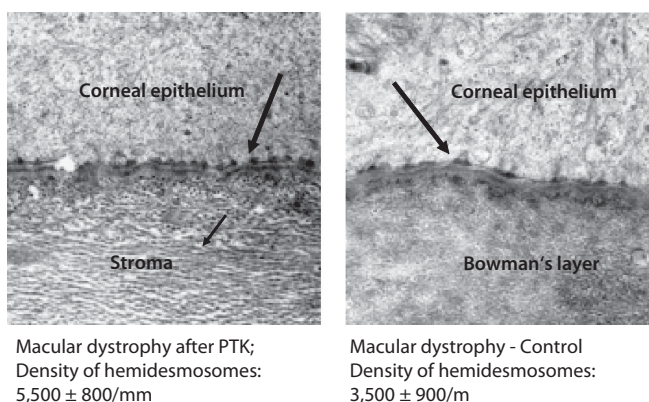 Corneal epithelium
Stroma
Macular dystrophy after PTK;
Density of hemidesmosomes:
5,500 ± 800/mm
Corneal epithelium
Bowman's layer
Macular dystrophy - Control
Density of hemidesmosomes:
3,500 ± 900/m